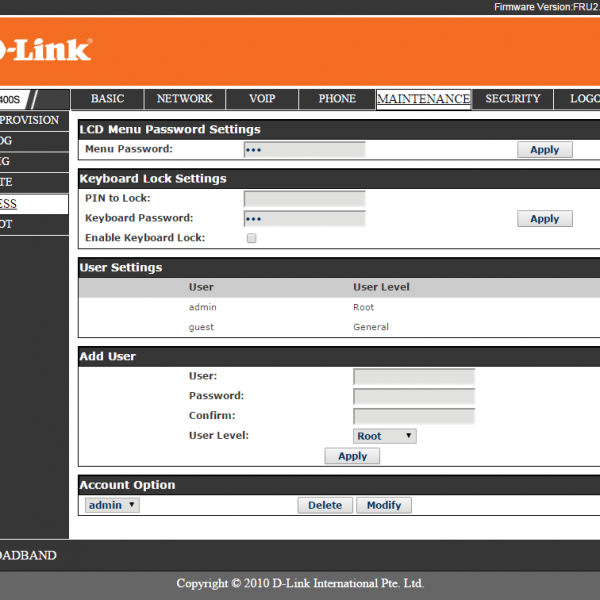 Firmware Version:FRU2.
D-Link®
400S
BASIC NETWORK VOIP PHONE MAINTENANCE SECURITY LOGO
PROVISION
OG
IG
TE
ESS
OT
LCD Menu Password Settings
Menu Password: ••• Apply
Keyboard Lock Settings
PIN to Lock:
Keyboard Password: ••• Apply
Enable Keyboard Lock:
User Settings
User User Level
admin Root
guest General
Add User
User:
Password:
Confirm:
User Level: Root
Apply
Account Option
admin Delete Modify
OADBAND
Copyright © 2010 D-Link International Pte. Ltd.